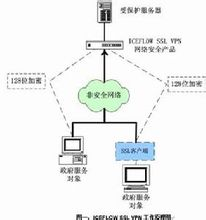 受保护服务器
ICEFLOW SSL VPN
网络安全产品
128位加密
128位加密
非安全网络
SSL客户端
政府服务
对象
政府服务
对象
图一：ICEFLOW SSL VPN 工作原理图